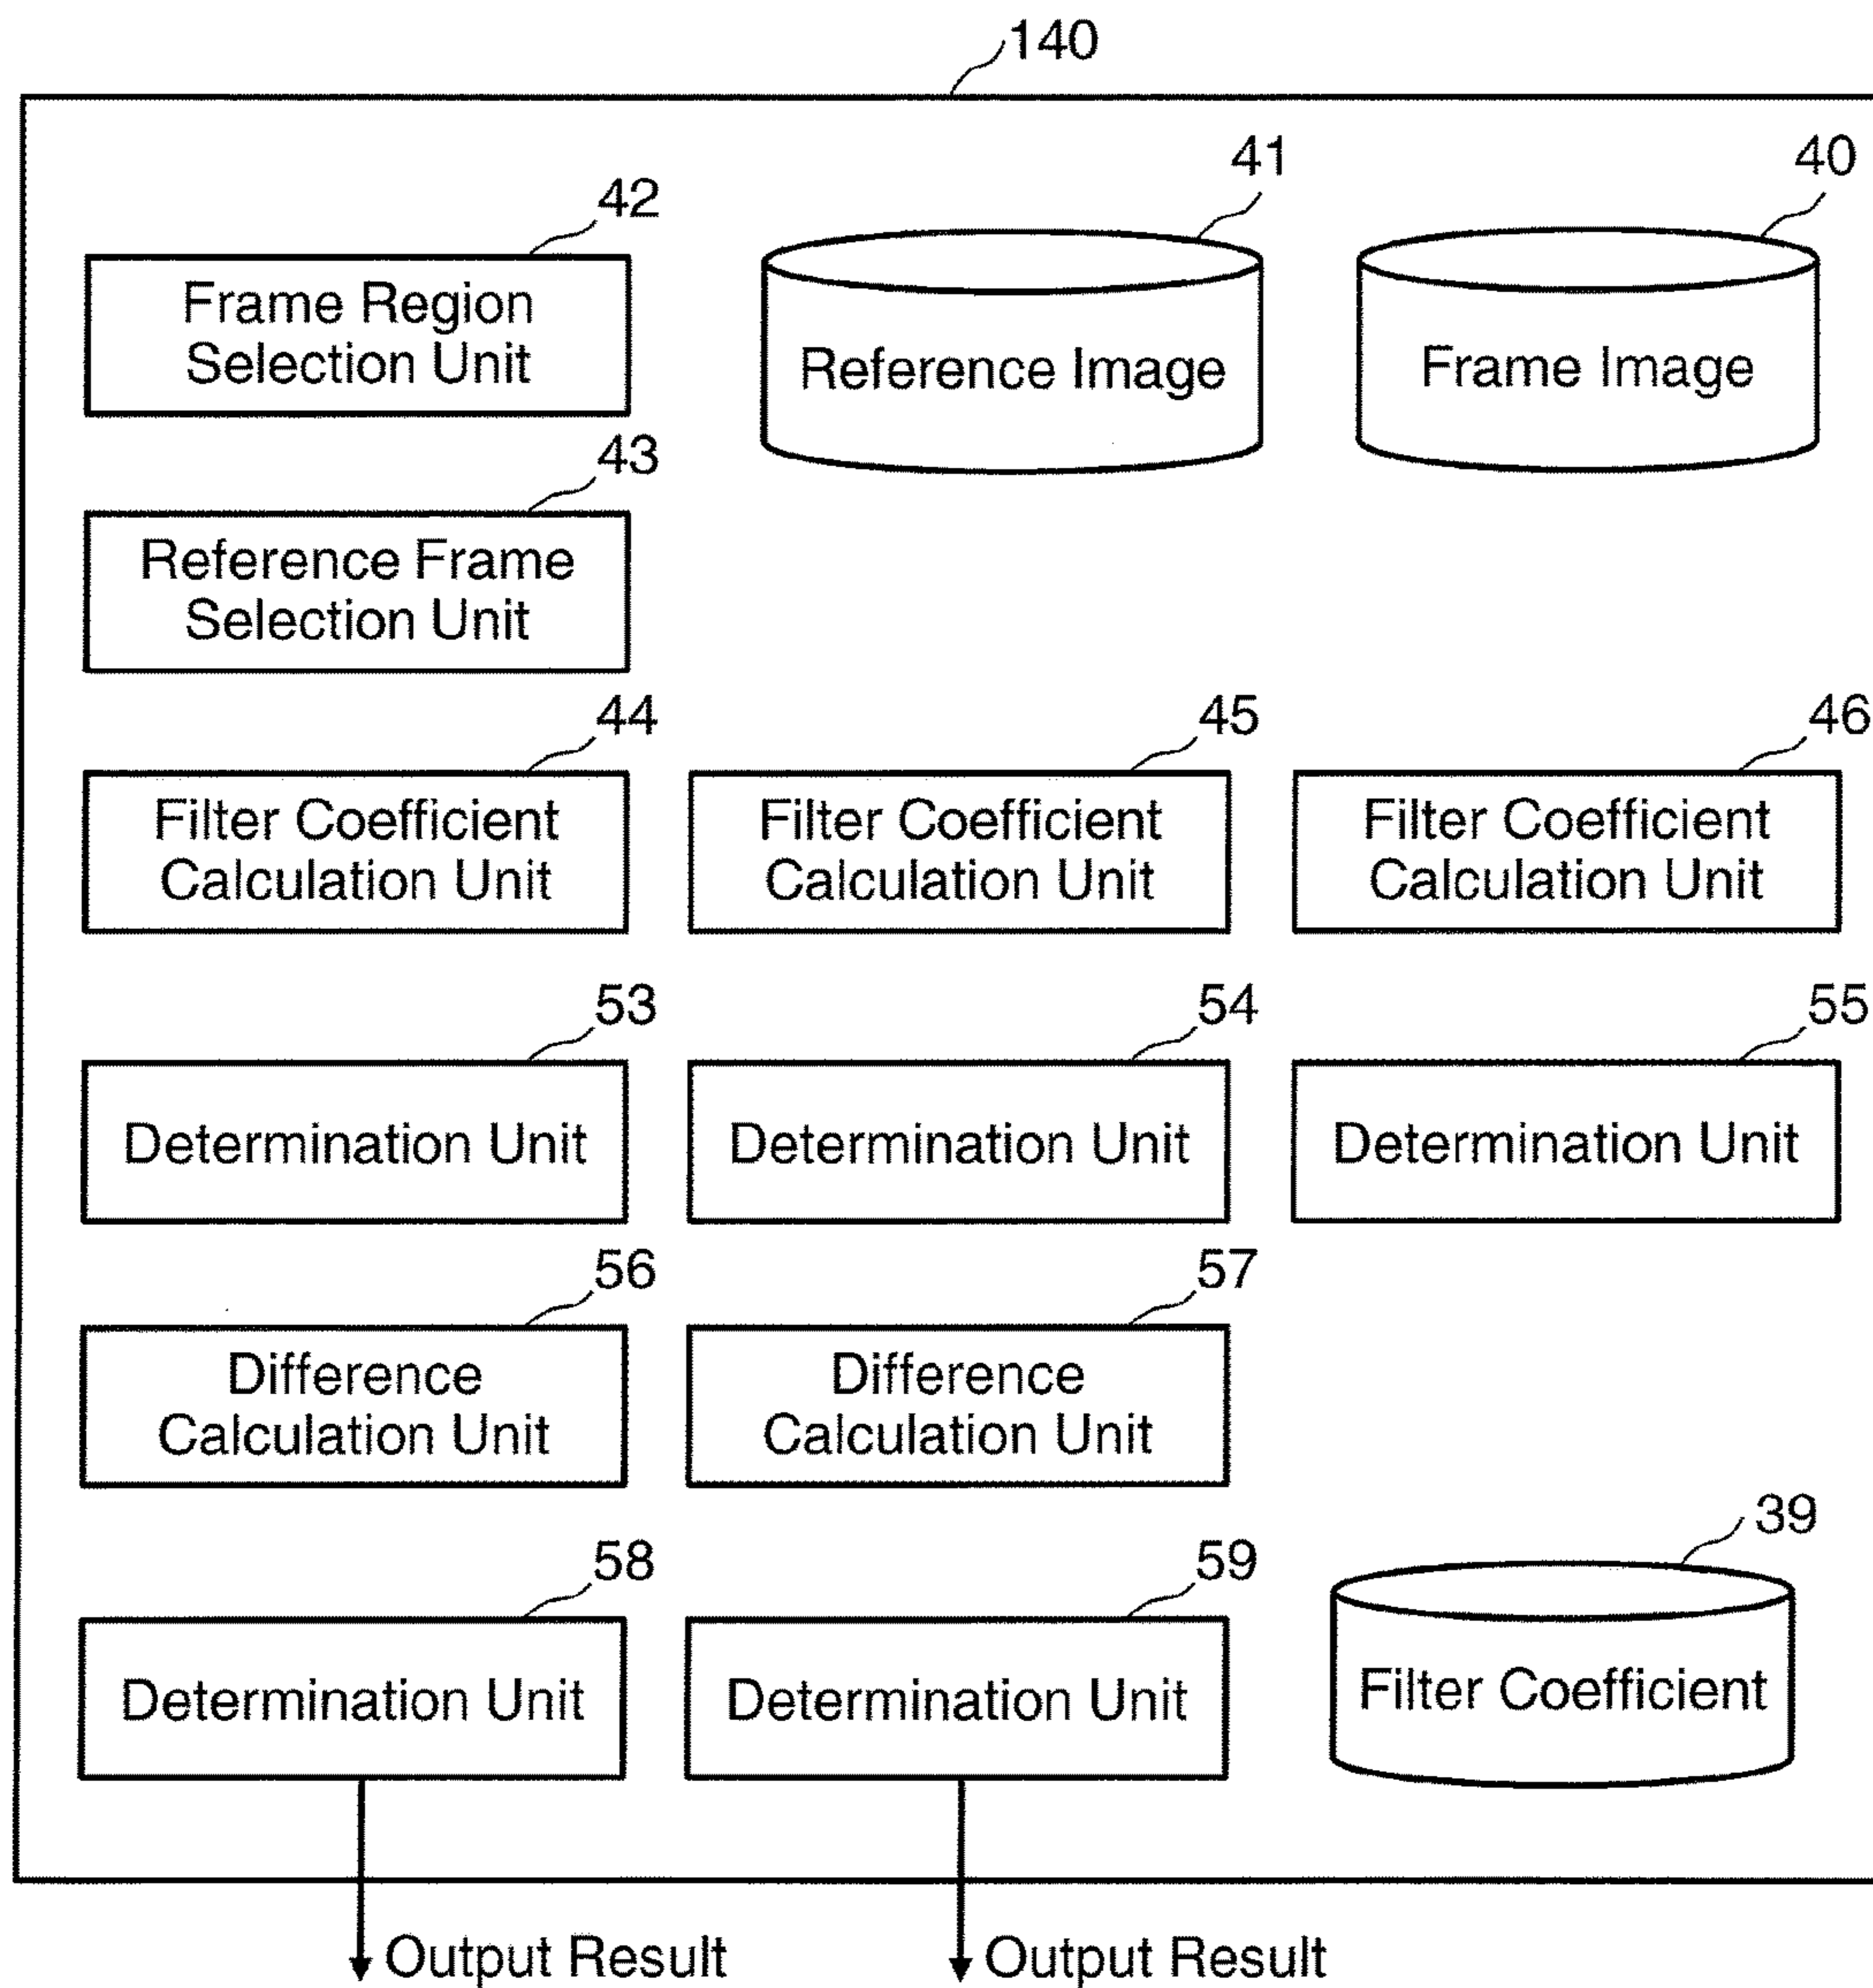 140
42
41
40
Frame Region
Selection Unit
Reference Image
Frame Image
43
Reference Frame
Selection Unit
44
45
46
Filter Coefficient
Calculation Unit
Filter Coefficient
Calculation Unit
Filter Coefficient
Calculation Unit
53
54
55
Determination Unit
Determination Unit
Determination Unit
56
57
Difference
Calculation Unit
Difference
Calculation Unit
58
59
39
Determination Unit
Determination Unit
Filter Coefficient
Output Result
Output Result